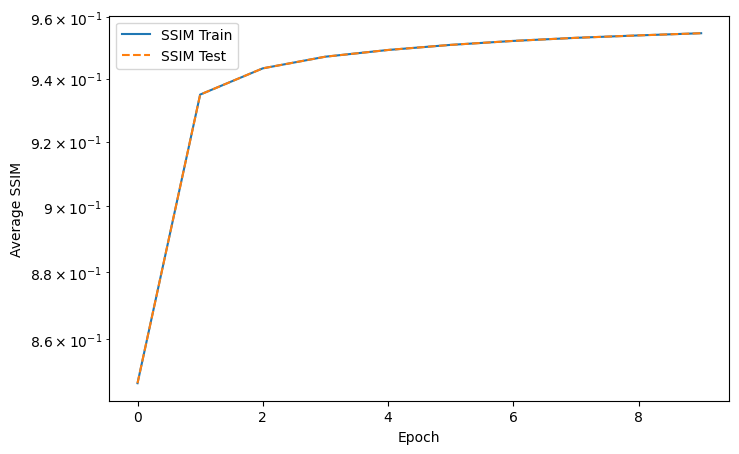 SSIM Train
SSIM Test
Average SSIM
9.6 × 10⁻¹
9.4 × 10⁻¹
9.2 × 10⁻¹
9 × 10⁻¹
8.8 × 10⁻¹
8.6 × 10⁻¹
0 2 4 6 8
Epoch